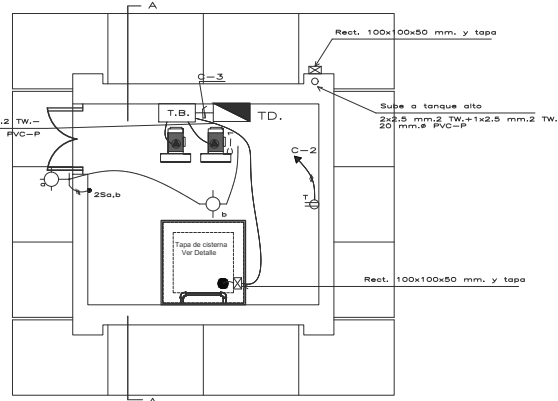 A
Rect. 100x100x50 mm. y tapa
C-3
T.B.
TD.
Sube a tanque alto
2x2.5 mm.2 TW.+1x2.5 mm.2 TW.
20 mm.ø PVC-P
.2 TW.-
PVC-P
C-1
C-2
a
2Sa,b
b
T
Tapa de cisterna
Ver Detalle
Rect. 100x100x50 mm. y tapa
A